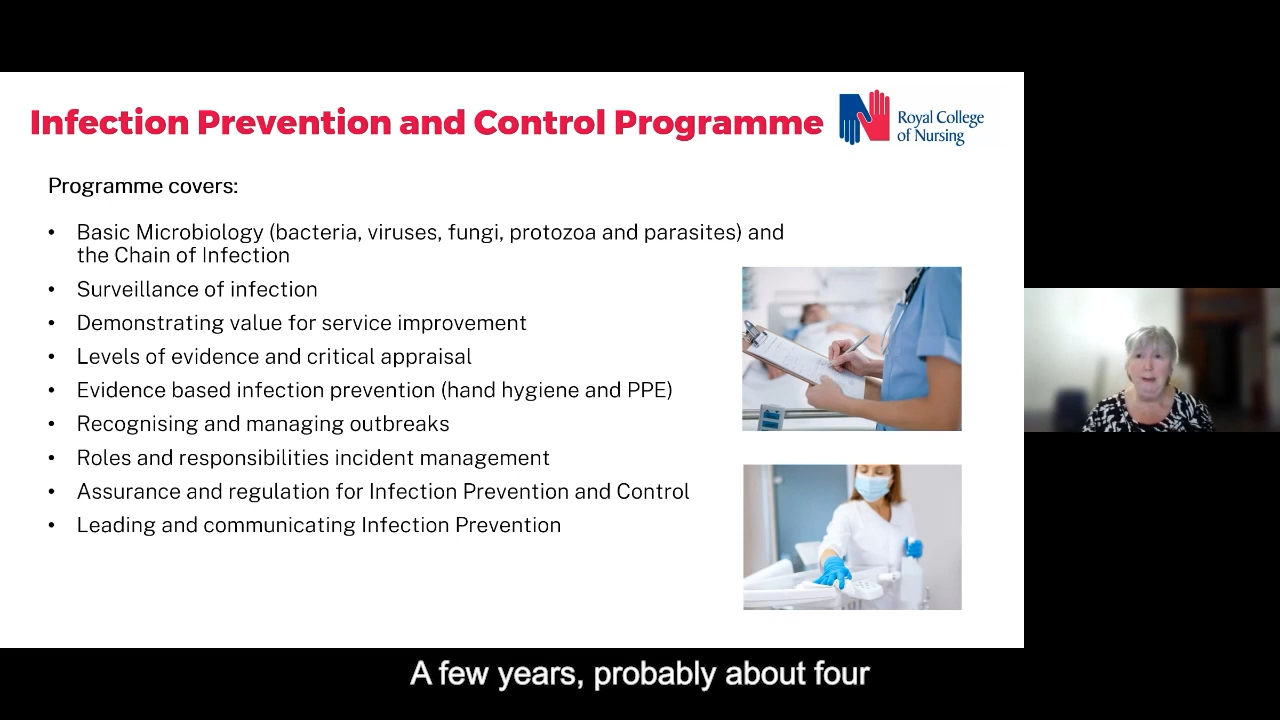 Infection Prevention and Control Programme
Royal College
of Nursing
Programme covers:
• Basic Microbiology (bacteria, viruses, fungi, protozoa and parasites) and
the Chain of Infection
• Surveillance of infection
• Demonstrating value for service improvement
• Levels of evidence and critical appraisal
• Evidence based infection prevention (hand hygiene and PPE)
• Recognising and managing outbreaks
• Roles and responsibilities incident management
• Assurance and regulation for Infection Prevention and Control
• Leading and communicating Infection Prevention
A few years, probably about four